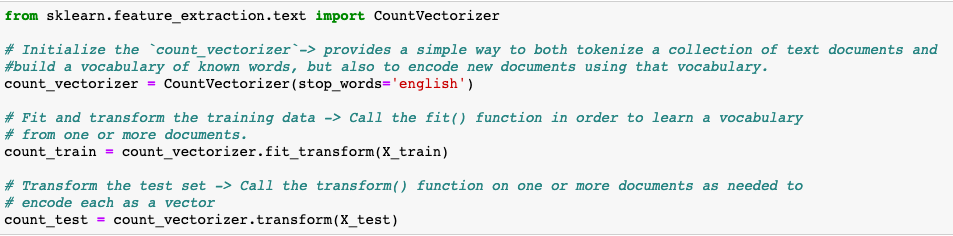 from sklearn.feature_extraction.text import CountVectorizer
# Initialize the `count_vectorizer`-> provides a simple way to both tokenize a collection of text documents and
#build a vocabulary of known words, but also to encode new documents using that vocabulary.
count_vectorizer = CountVectorizer(stop_words='english')
# Fit and transform the training data -> Call the fit() function in order to learn a vocabulary
# from one or more documents.
count_train = count_vectorizer.fit_transform(X_train)
# Transform the test set -> Call the transform() function on one or more documents as needed to
# encode each as a vector
count_test = count_vectorizer.transform(X_test)